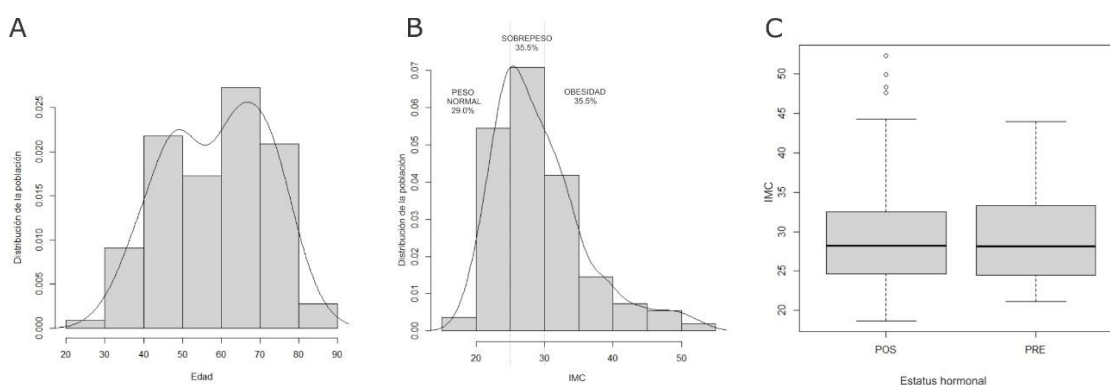 A
Distribución de la población
0.025
0.020
0.015
0.010
0.005
0.000
20 30 40 50 60 70 80 90
Edad
B
SOBREPESO
35.5%
PESO
NORMAL
29.0%
OBESIDAD
35.5%
Distribución de la población
0.07
0.06
0.05
0.04
0.03
0.02
0.01
0.00
20 30 40 50
IMC
C
IMC
50
45
40
35
30
25
20
POS PRE
Estatus hormonal